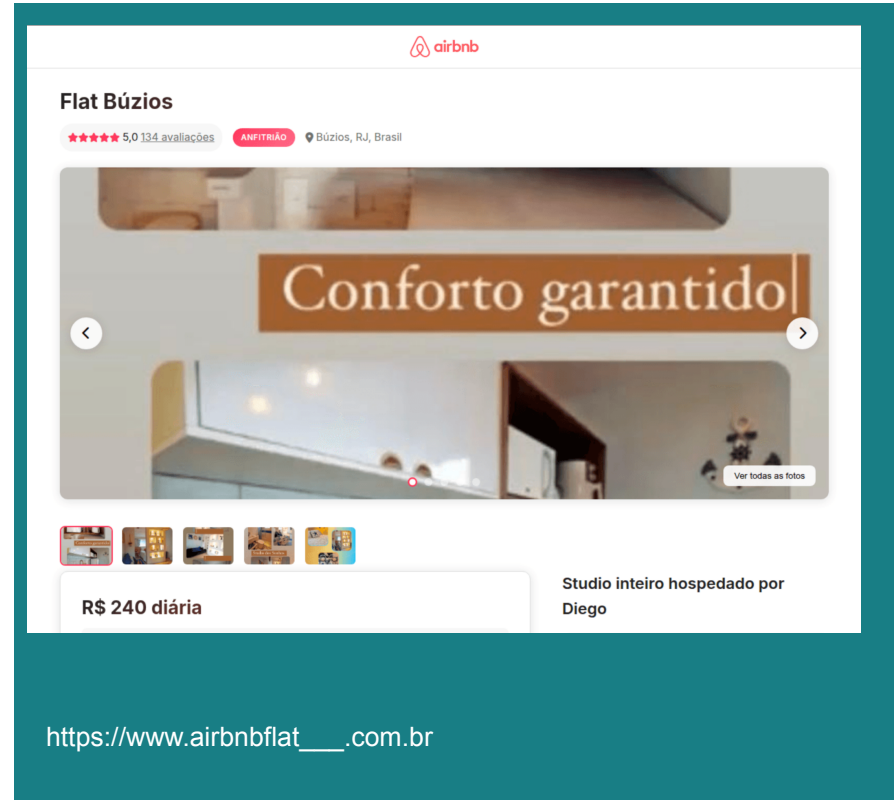 airbnb
Flat Búzios
5,0 134 avaliações ANFITRIÃO Búzios, RJ, Brasil
Conforto garantido
Ver todas as fotos
R$ 240 diária
Studio inteiro hospedado por
Diego
https://www.airbnbflat___.com.br